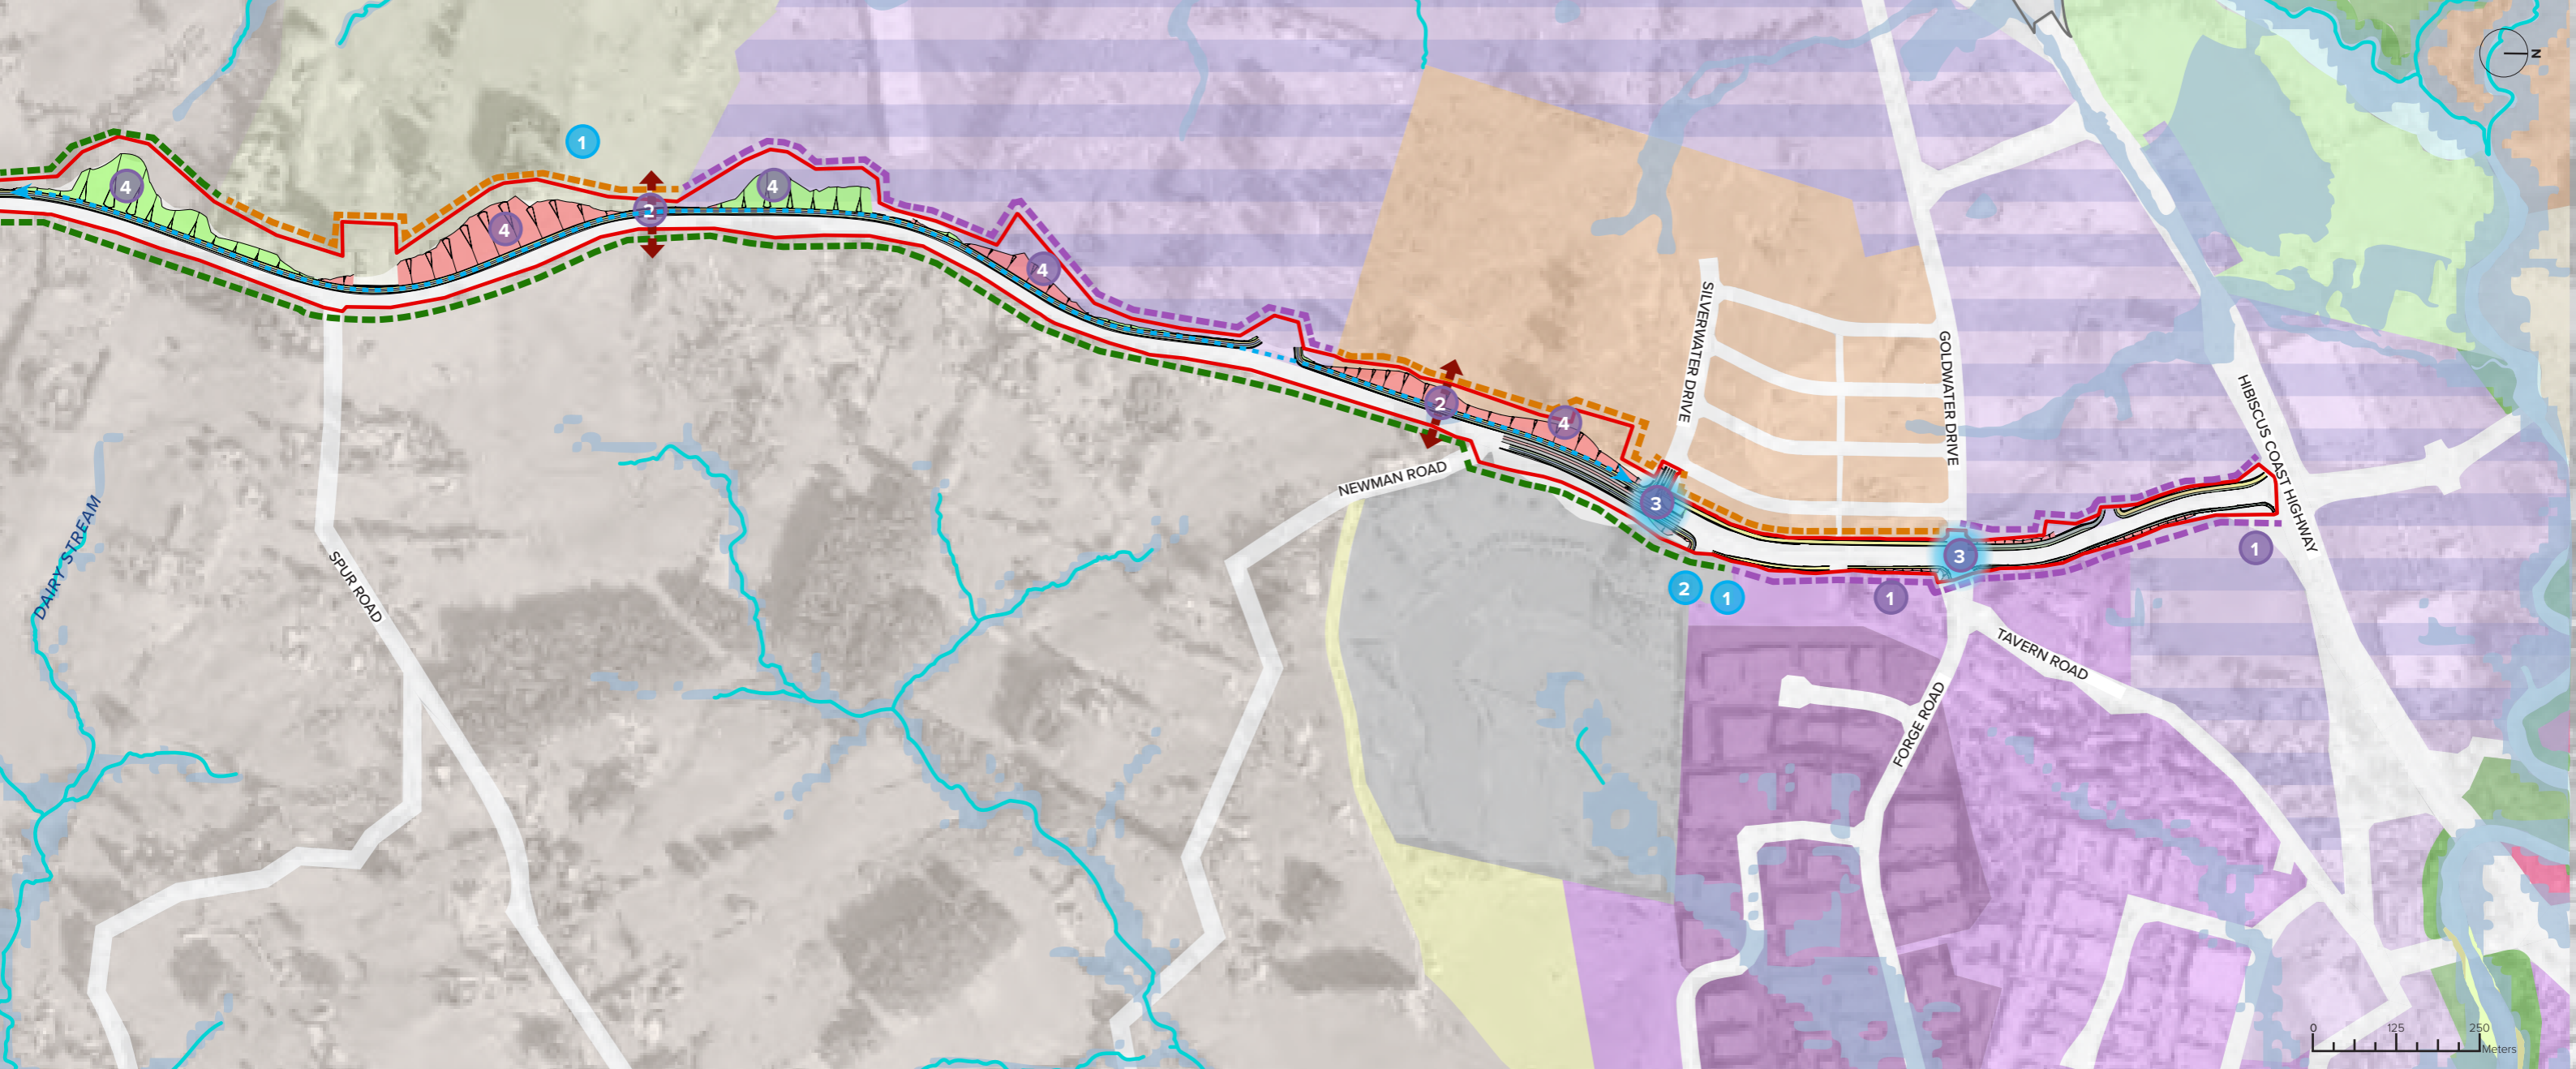 N
1
4
2
4
4
4
SILVERWATER DRIVE
GOLDWATER DRIVE
HIBISCUS COAST HIGHWAY
2
4
NEWMAN ROAD
3
3
1
2
1
1
DAIRY STREAM
SPUR ROAD
TAVERN ROAD
FORGE ROAD
0 125 250
Meters